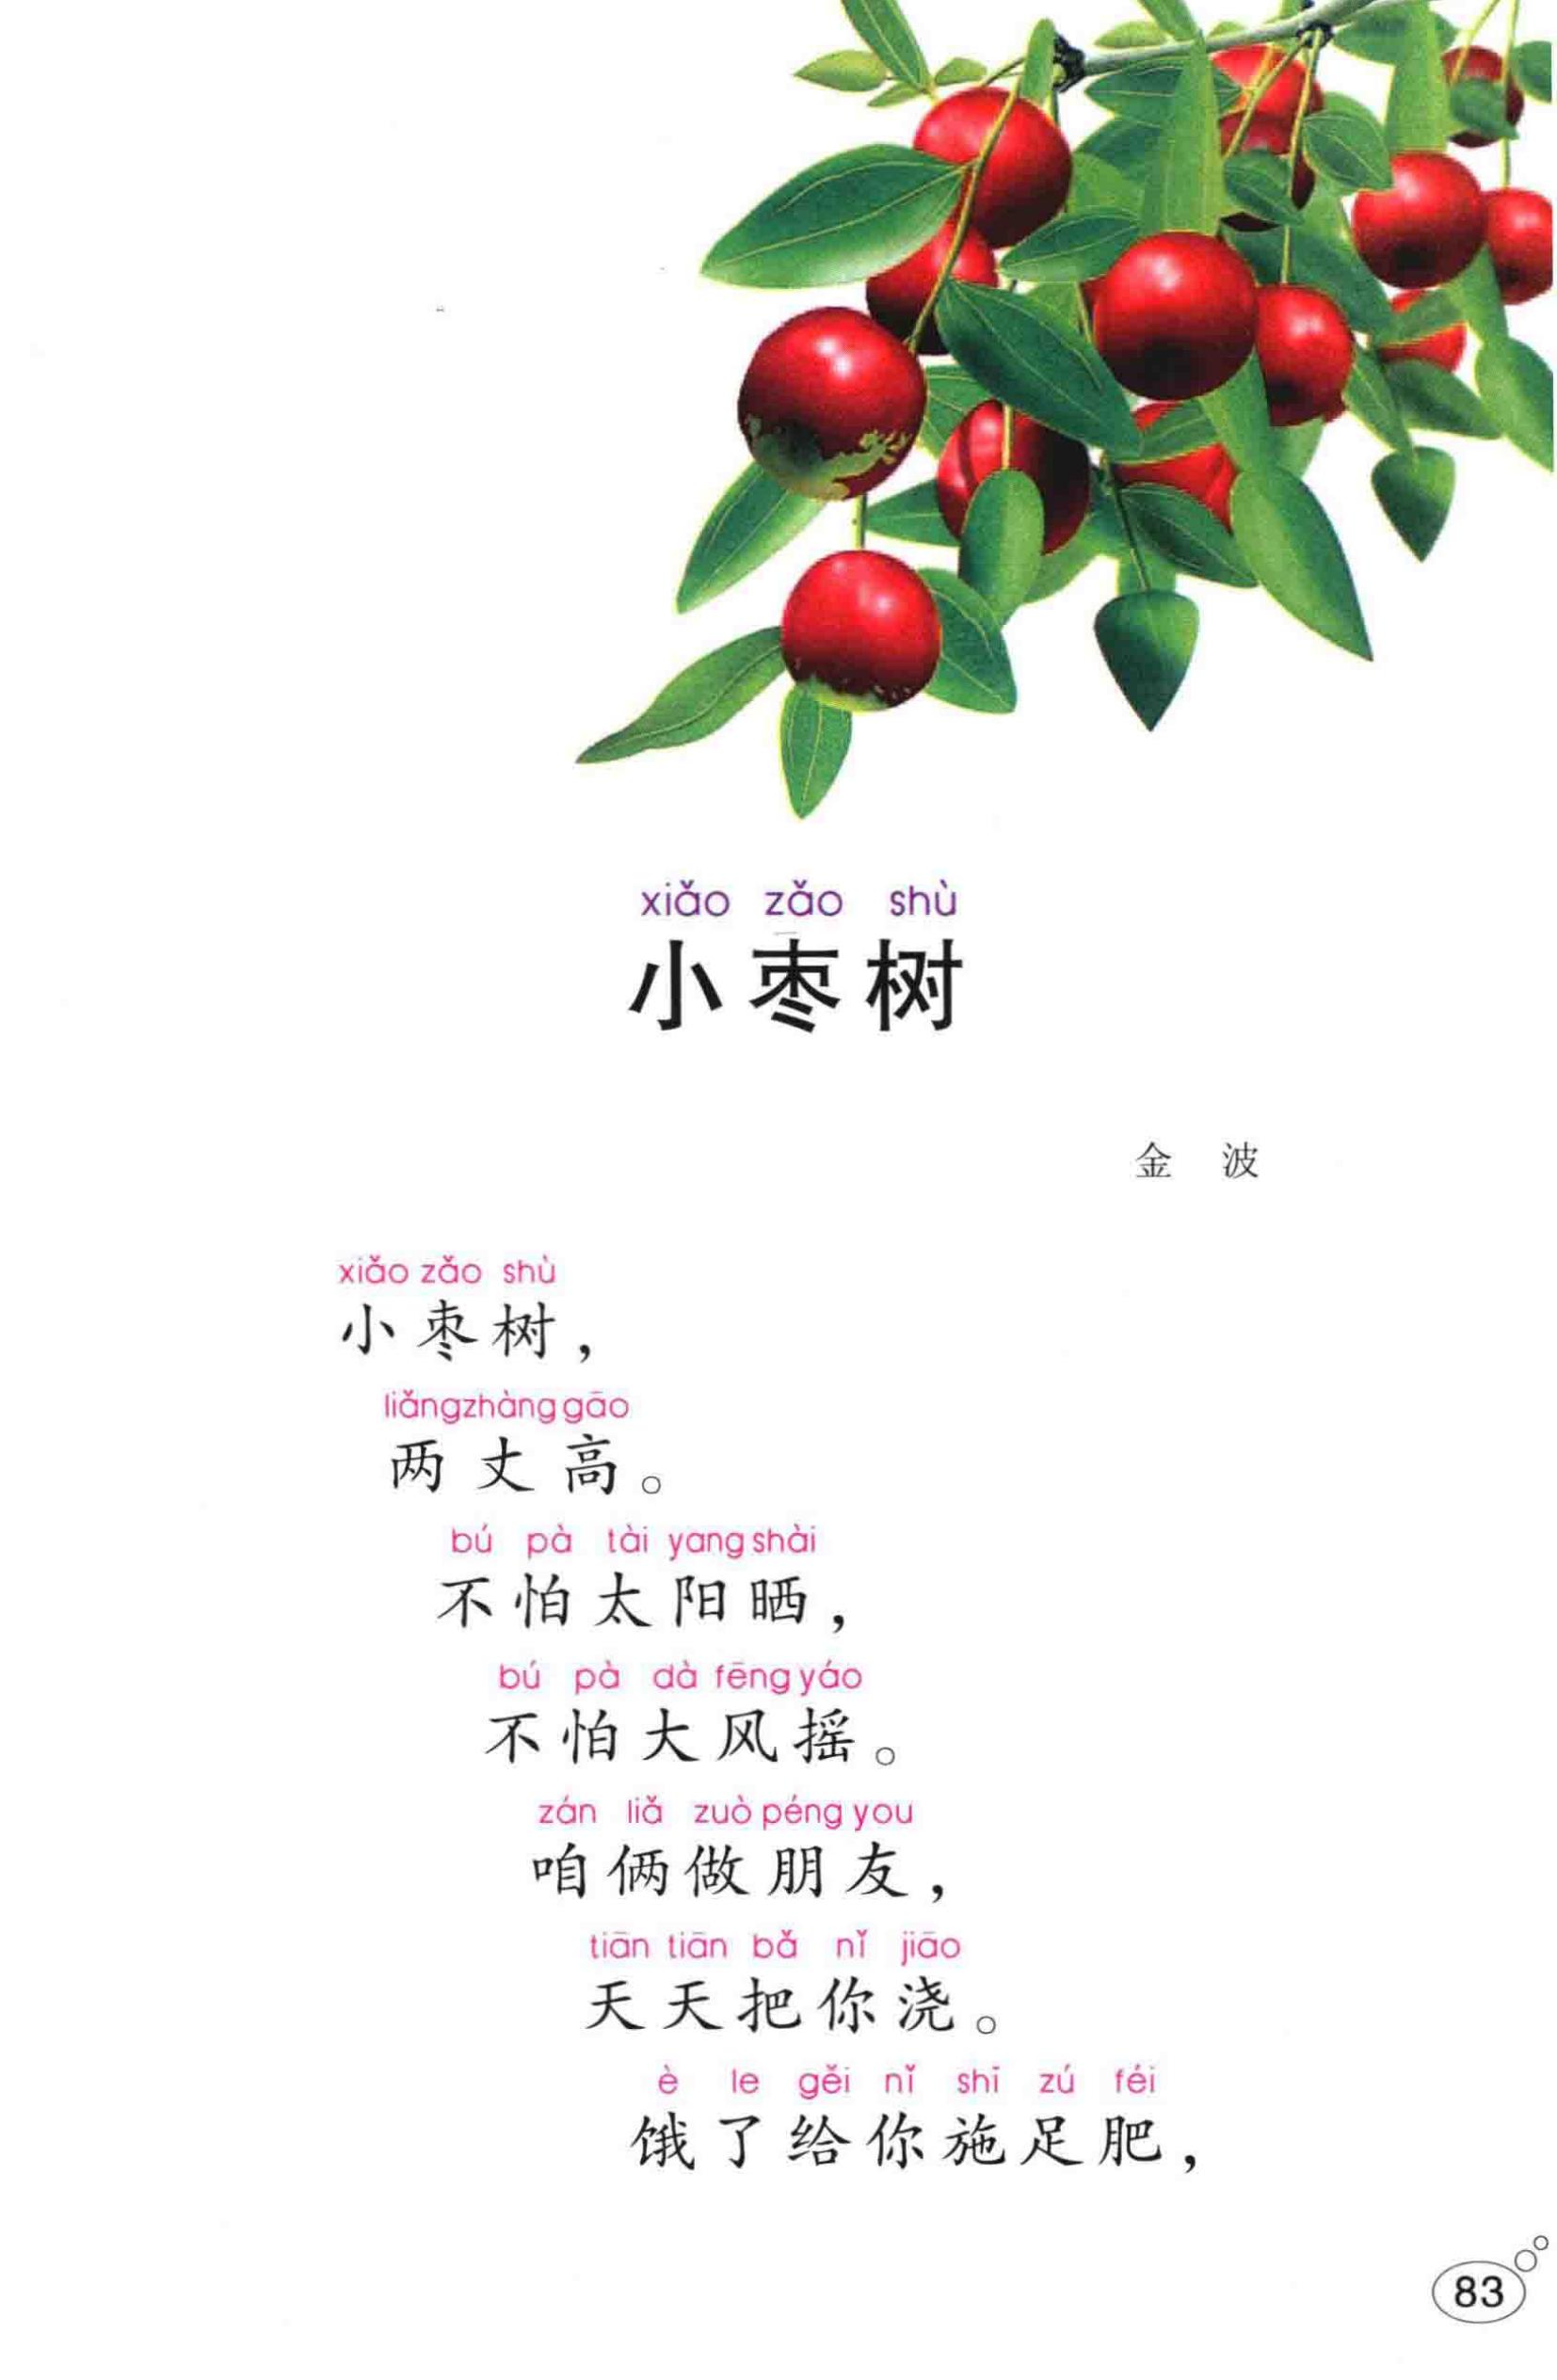 xiǎo zǎo shù
小枣树
金 波
xiǎo zǎo shù
小枣树，
liǎng zhàng gāo
两丈高。
bú pà tài yang shài
不怕太阳晒，
bú pà dà fēng yáo
不怕大风摇。
zán liǎ zuò péng you
咱俩做朋友，
tiān tiān bǎ nǐ jiāo
天天把你浇。
è le gěi nǐ shī zú féi
饿了给你施足肥，
83